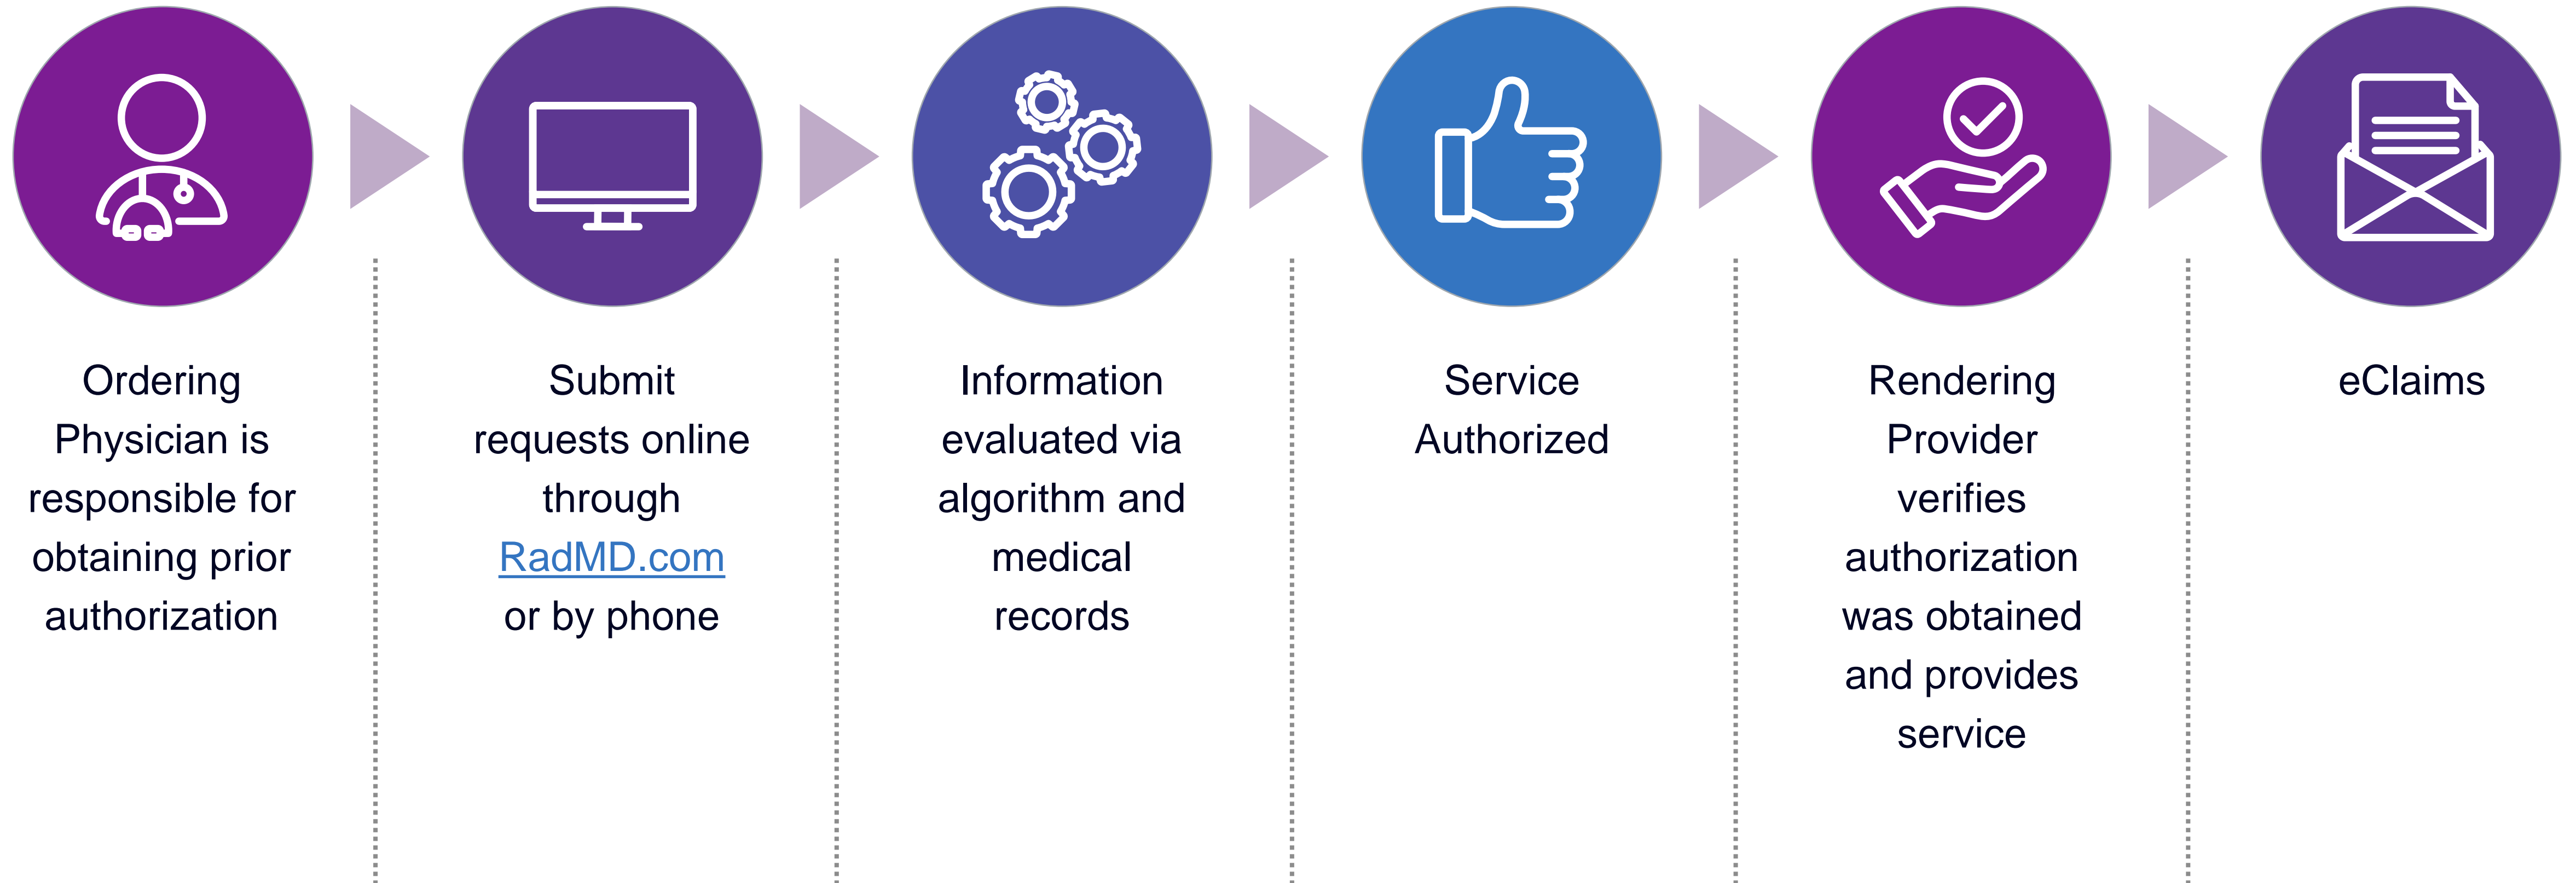 Ordering
Physician is
responsible for
obtaining prior
authorization
Submit
requests online
through
RadMD.com
or by phone
Information
evaluated via
algorithm and
medical
records
Service
Authorized
Rendering
Provider
verifies
authorization
was obtained
and provides
service
eClaims